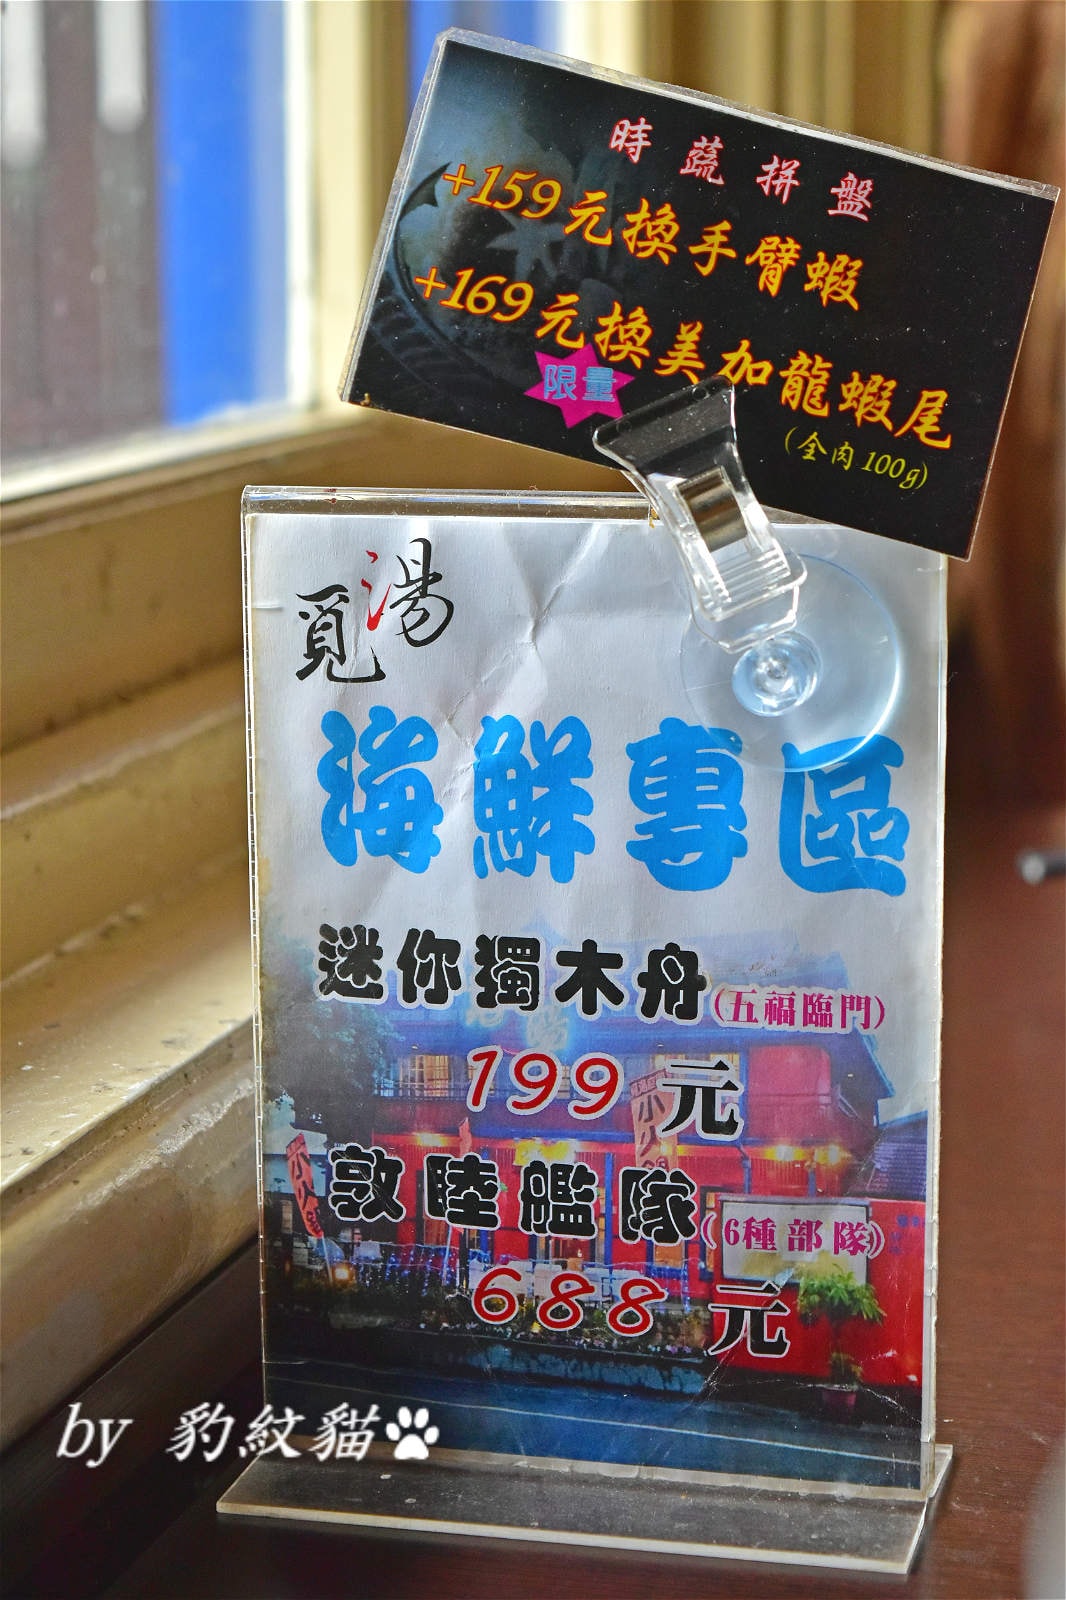 時蔬拼盤
+159元換手臂蝦
+169元換美加龍蝦尾
限量
(全肉100g)
覓湯
海鮮專區
迷你獨木舟(五福臨門)
199元
敦睦艦隊(6種部隊)
688元
by 豹紋貓